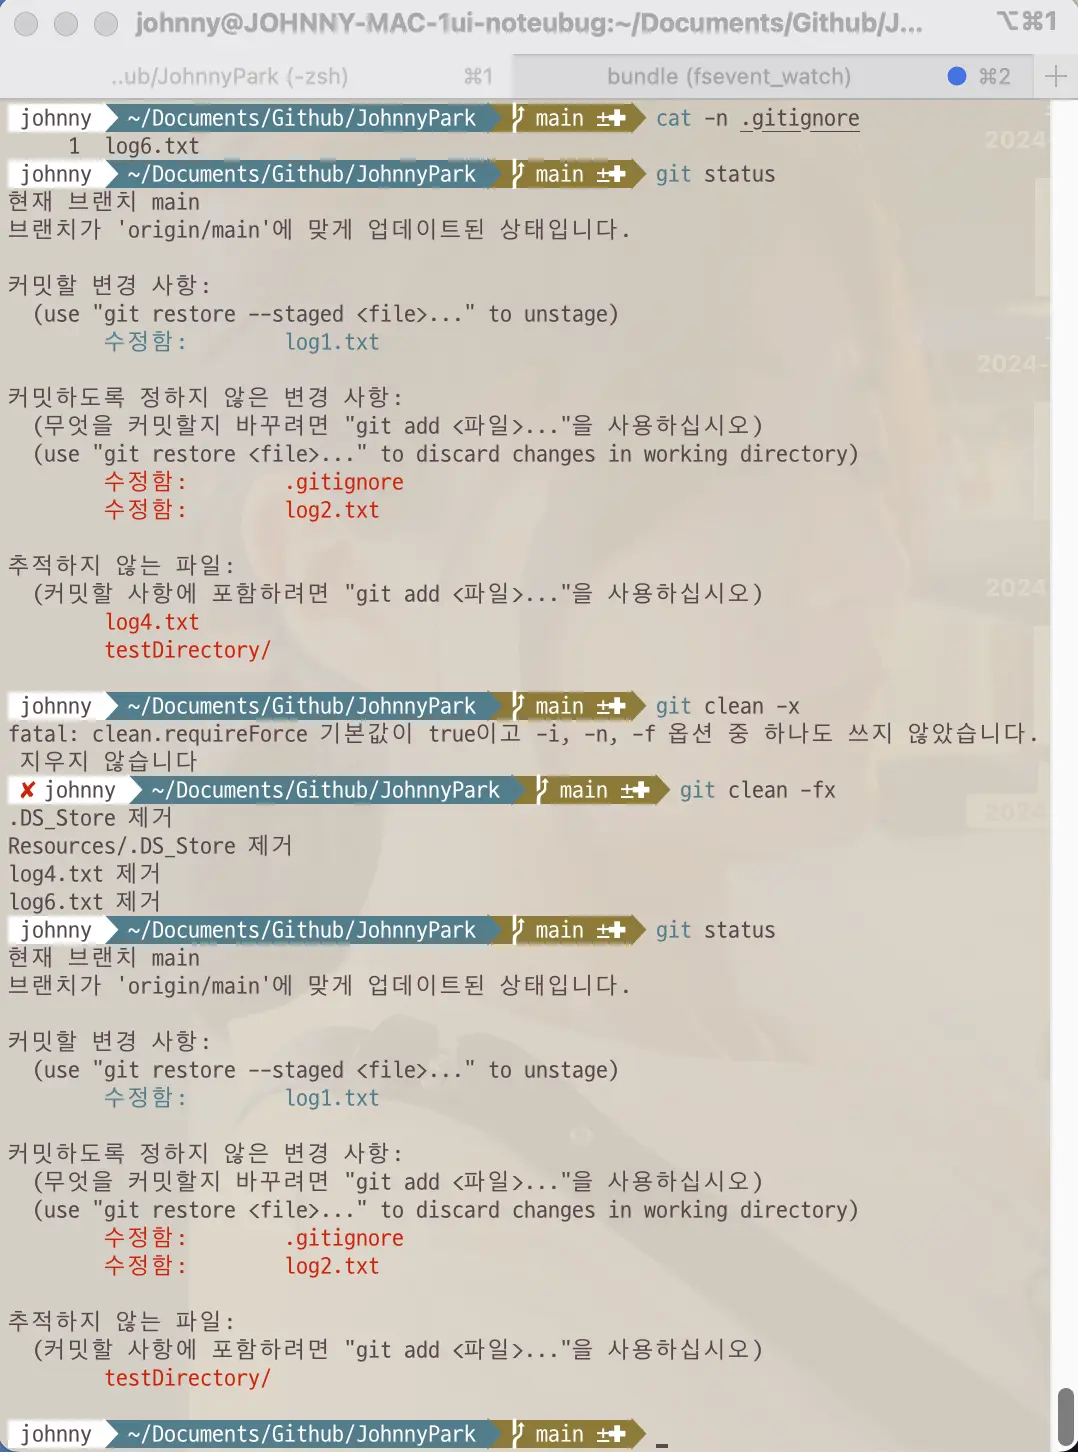 johnny@JOHNNY-MAC-1ui-noteubug:~/Documents/Github/J... ⌥⌘1
..ub/JohnnyPark (-zsh) ⌘1 bundle (fsevent_watch) ⌘2 +
johnny ~/Documents/Github/JohnnyPark main ±✚ cat -n .gitignore
1 log6.txt
johnny ~/Documents/Github/JohnnyPark main ±✚ git status
현재 브랜치 main
브랜치가 'origin/main'에 맞게 업데이트된 상태입니다.
커밋할 변경 사항:
(use "git restore --staged <file>..." to unstage)
수정함: log1.txt
커밋하도록 정하지 않은 변경 사항:
(무엇을 커밋할지 바꾸려면 "git add <파일>..."을 사용하십시오)
(use "git restore <file>..." to discard changes in working directory)
수정함: .gitignore
수정함: log2.txt
추적하지 않는 파일:
(커밋할 사항에 포함하려면 "git add <파일>..."을 사용하십시오)
log4.txt
testDirectory/
johnny ~/Documents/Github/JohnnyPark main ±✚ git clean -x
fatal: clean.requireForce 기본값이 true이고 -i, -n, -f 옵션 중 하나도 쓰지 않았습니다.
지우지 않습니다
✘ johnny ~/Documents/Github/JohnnyPark main ±✚ git clean -fx
.DS_Store 제거
Resources/.DS_Store 제거
log4.txt 제거
log6.txt 제거
johnny ~/Documents/Github/JohnnyPark main ±✚ git status
현재 브랜치 main
브랜치가 'origin/main'에 맞게 업데이트된 상태입니다.
커밋할 변경 사항:
(use "git restore --staged <file>..." to unstage)
수정함: log1.txt
커밋하도록 정하지 않은 변경 사항:
(무엇을 커밋할지 바꾸려면 "git add <파일>..."을 사용하십시오)
(use "git restore <file>..." to discard changes in working directory)
수정함: .gitignore
수정함: log2.txt
추적하지 않는 파일:
(커밋할 사항에 포함하려면 "git add <파일>..."을 사용하십시오)
testDirectory/
johnny ~/Documents/Github/JohnnyPark main ±✚
2024-
2024-
2024
2024